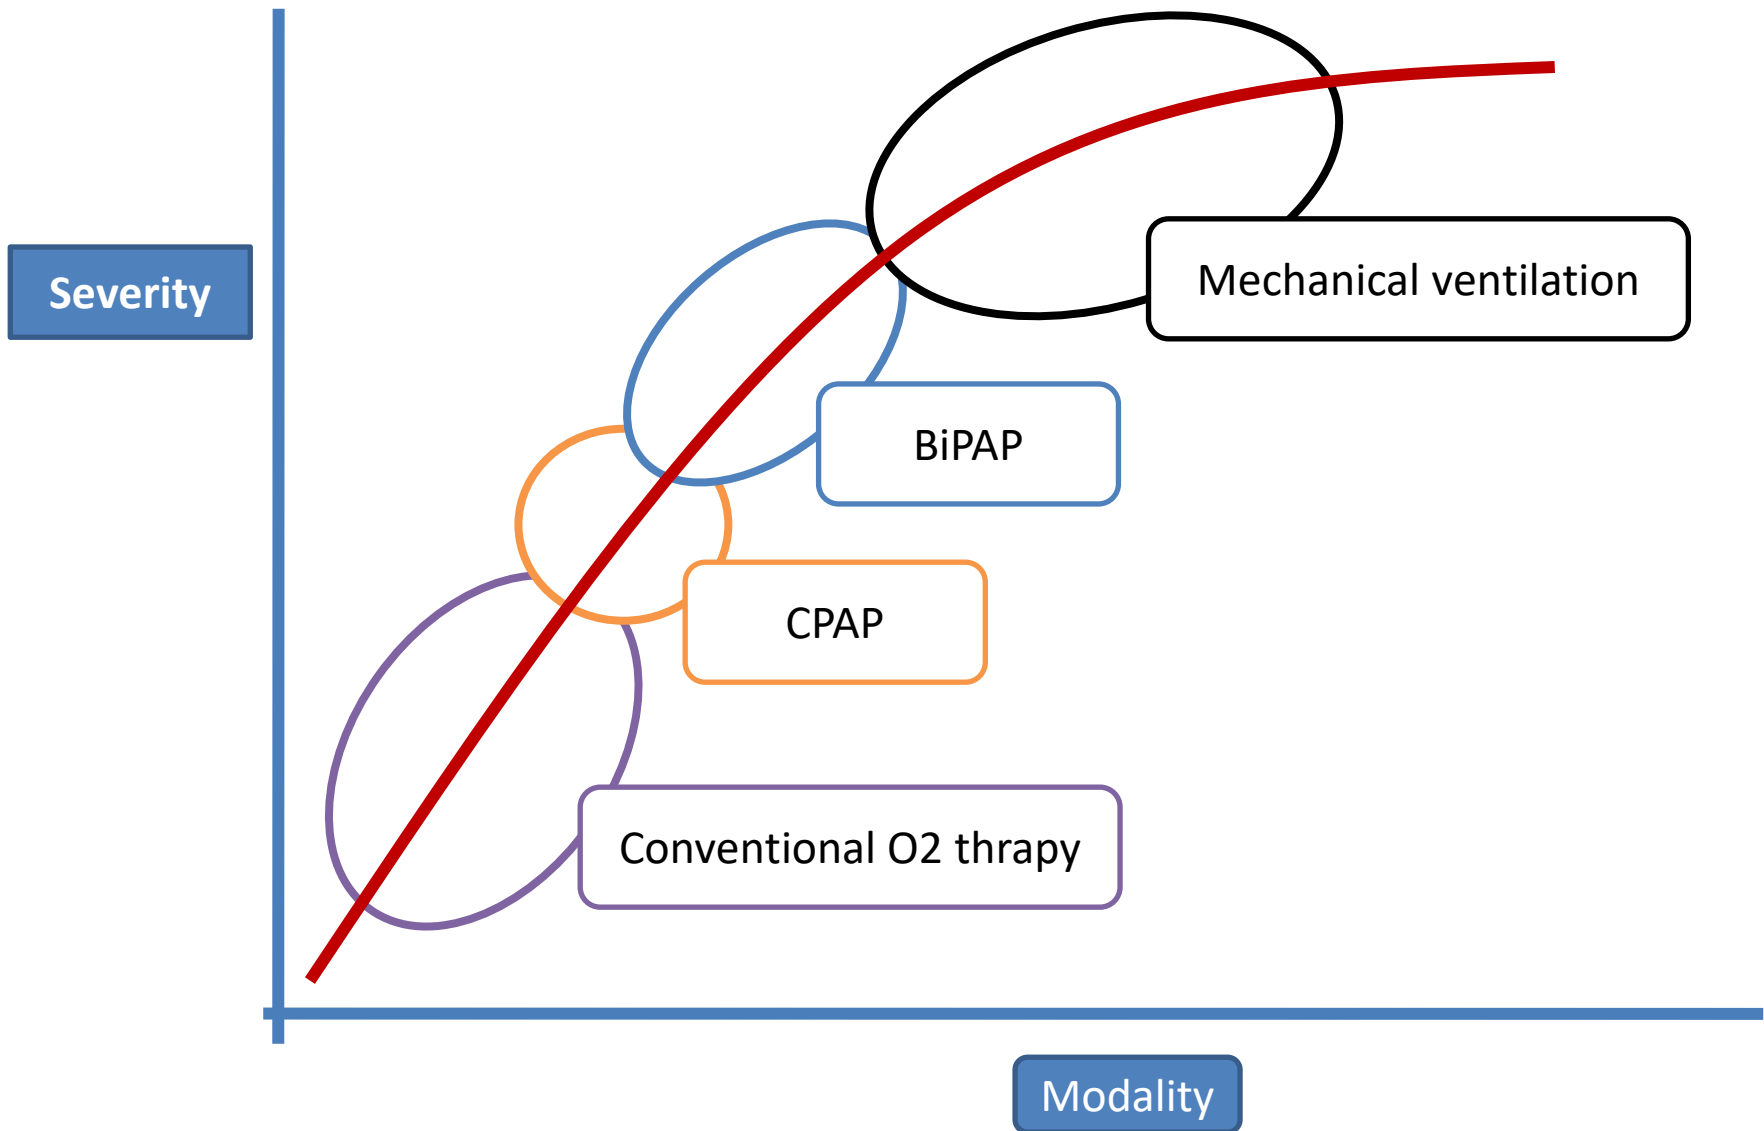 Severity
Mechanical ventilation
BiPAP
CPAP
Conventional O2 thrapy
Modality